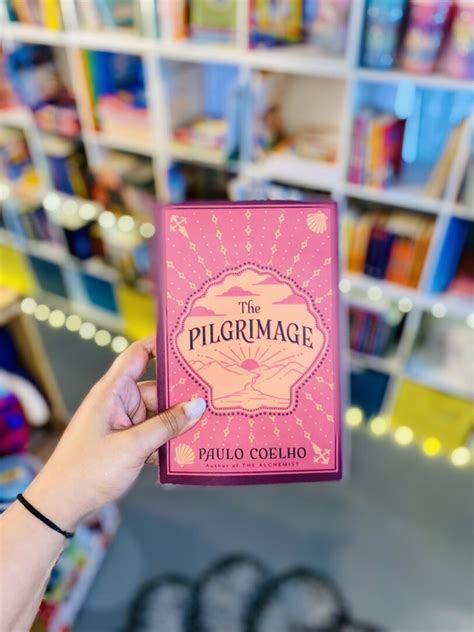 The
PILGRIMAGE
PAULO COELHO
Author of THE ALCHEMIST